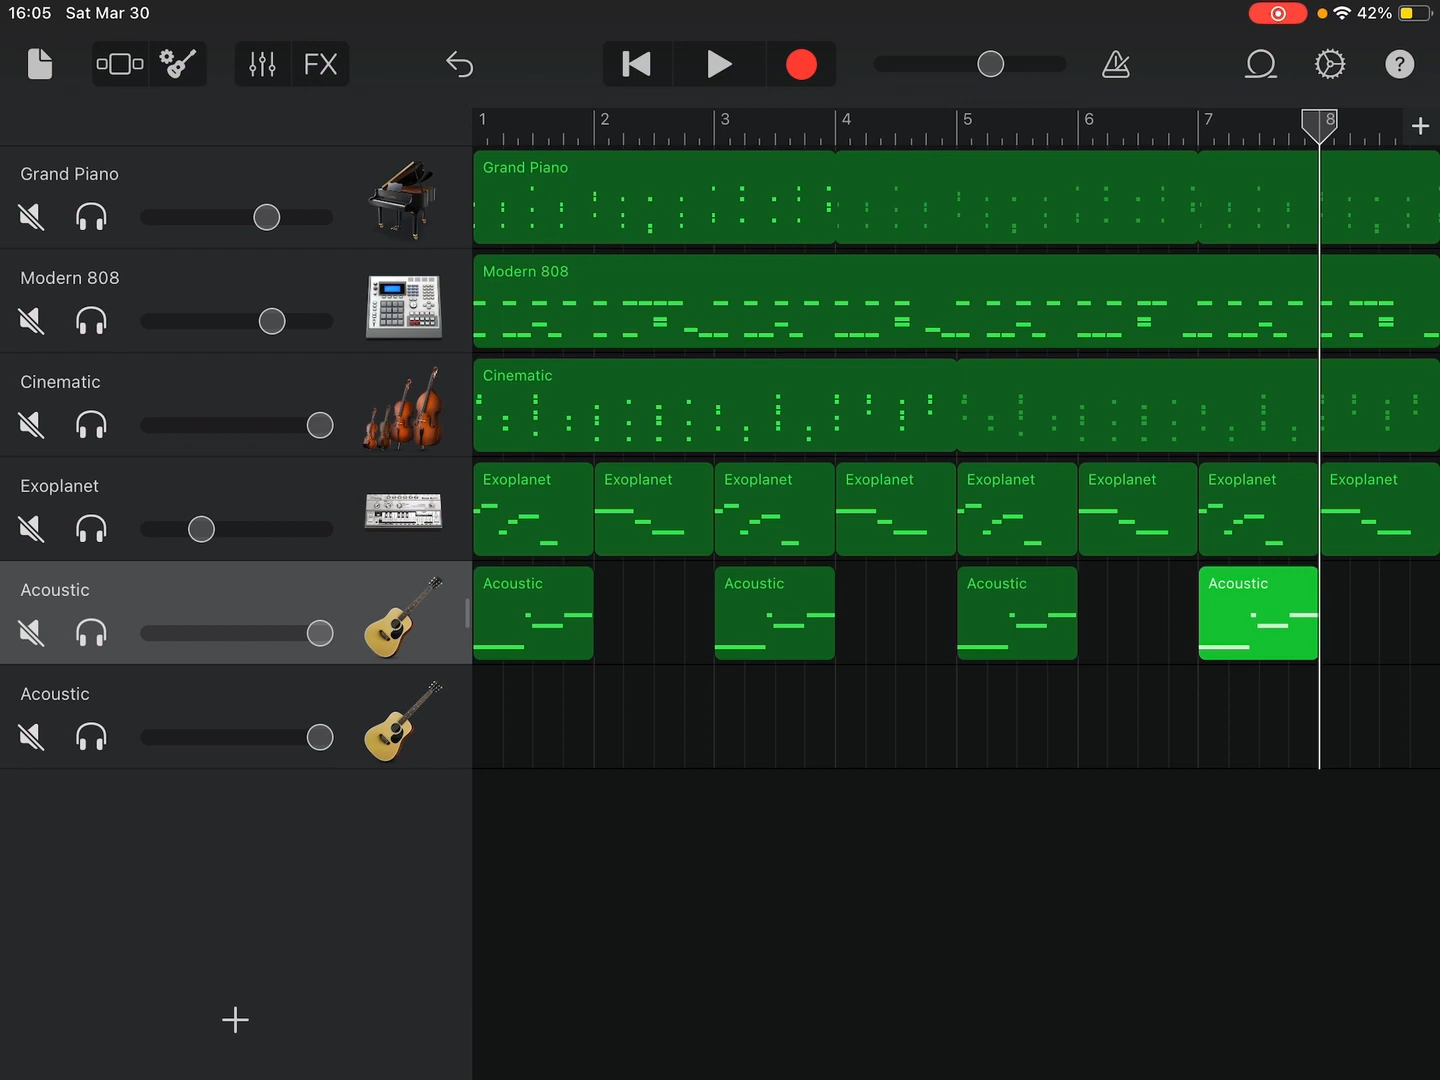 16:05 Sat Mar 30 42%
FX ?
1 2 3 4 5 6 7 8 +
Grand Piano
Grand Piano
Modern 808
Modern 808
Cinematic
Cinematic
Exoplanet
Exoplanet Exoplanet Exoplanet Exoplanet Exoplanet Exoplanet Exoplanet Exoplanet
Acoustic
Acoustic Acoustic Acoustic Acoustic
Acoustic
+